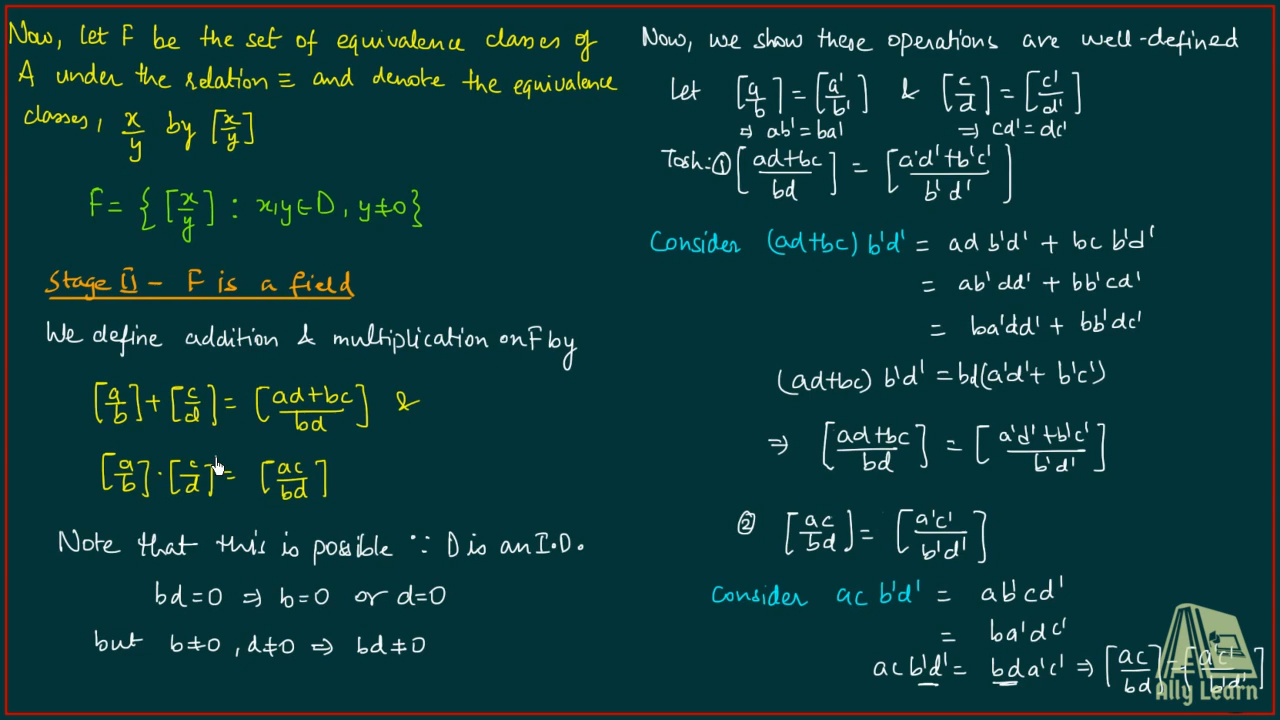 Now, let F be the set of equivalence classes of
A under the relation ≡ and denote the equivalence
classes, x/y by [x/y]
F = { [x/y] : x,y ∈ D, y≠0}
Stage II - F is a field
We define addition & multiplication on F by
[a/b] + [c/d] = [ad+bc/bd] &
[a/b] · [c/d] = [ac/bd]
Note that this is possible ∵ D is an I.D.
bd=0 ⇒ b=0 or d=0
but b≠0, d≠0 ⇒ bd≠0
Now, we show these operations are well-defined
Let [a/b] = [a'/b'] & [c/d] = [c'/d']
⇒ ab' = ba' ⇒ cd' = dc'
Tosh: ① [ad+bc/bd] = [a'd'+b'c'/b'd']
Consider (ad+bc) b'd' = ad b'd' + bc b'd'
= ab'dd' + bb'cd'
= ba'dd' + bb'dc'
(ad+bc) b'd' = bd(a'd' + b'c')
⇒ [ad+bc/bd] = [a'd'+b'c'/b'd']
② [ac/bd] = [a'c'/b'd']
Consider ac b'd' = ab'cd'
= ba'dc'
ac b'd' = bd a'c' ⇒ [ac/bd] = [a'c'/b'd']
Ally Learn